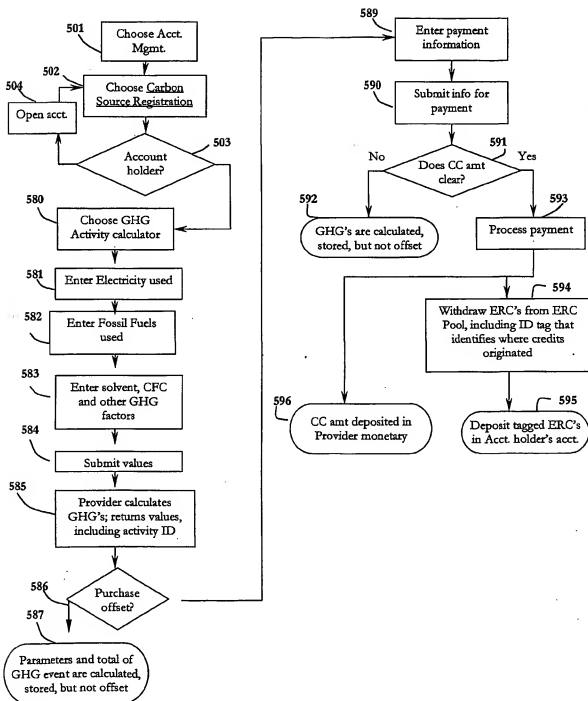 501
Choose Acct.
Mgmt.
502
Choose Carbon
Source Registration
504
Open acct.
503
Account
holder?
580
Choose GHG
Activity calculator
581
Enter Electricity used
582
Enter Fossil Fuels
used
583
Enter solvent, CFC
and other GHG
factors
584
Submit values
585
Provider calculates
GHG's; returns values,
including activity ID
586
Purchase
offset?
587
Parameters and total of
GHG event are calculated,
stored, but not offset
589
Enter payment
information
590
Submit info for
payment
591
Does CC amt
clear?
No
Yes
592
GHG's are calculated,
stored, but not offset
593
Process payment
594
Withdraw ERC's from ERC
Pool, including ID tag that
identifies where credits
originated
595
Deposit tagged ERC's
in Acct. holder's acct.
596
CC amt deposited in
Provider monetary